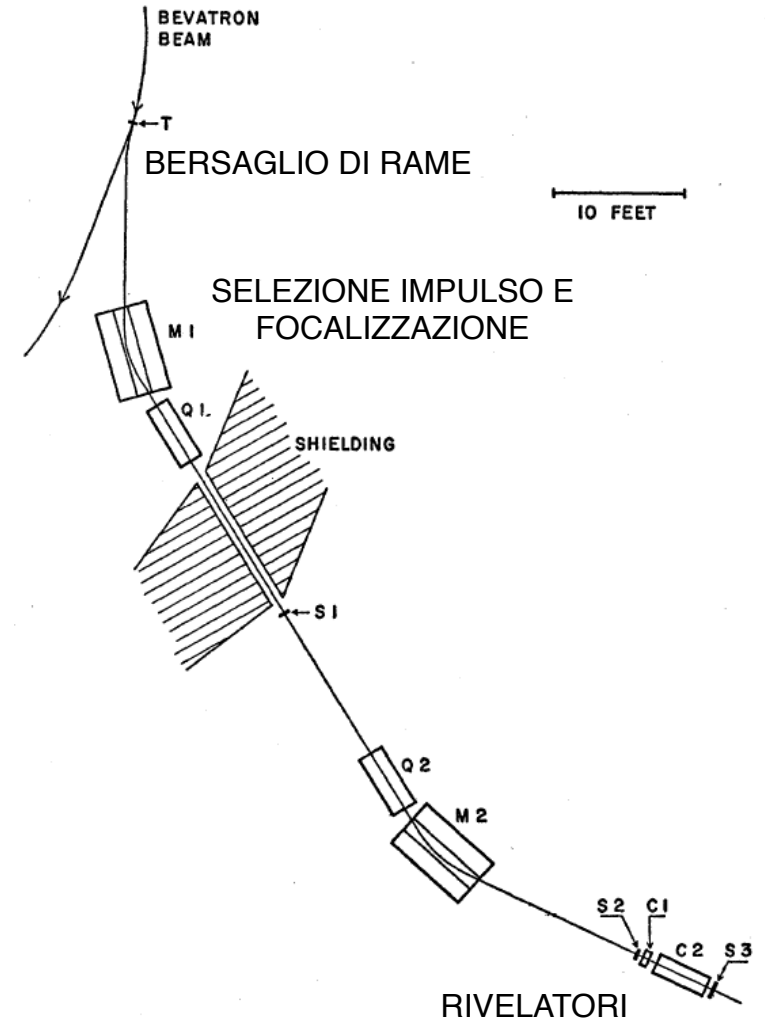 BEVATRON
BEAM
T
BERSAGLIO DI RAME
10 FEET
SELEZIONE IMPULSO E
FOCALIZZAZIONE
M1
Q1
SHIELDING
S1
Q2
M2
S2 C1
C2 S3
RIVELATORI